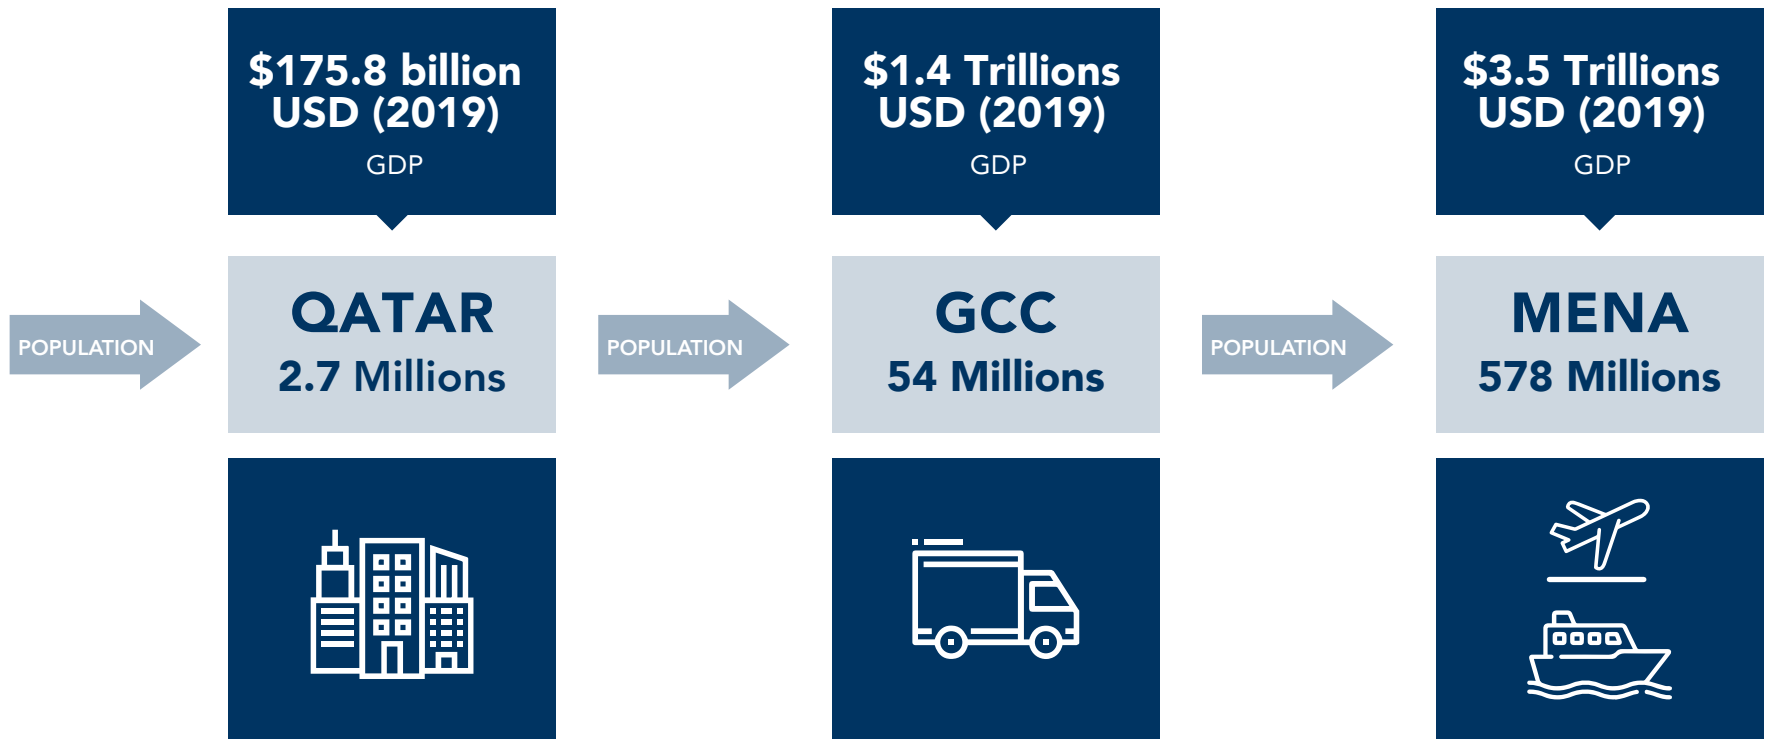 $175.8 billion
USD (2019)
GDP
$1.4 Trillions
USD (2019)
GDP
$3.5 Trillions
USD (2019)
GDP
POPULATION
QATAR
2.7 Millions
POPULATION
GCC
54 Millions
POPULATION
MENA
578 Millions